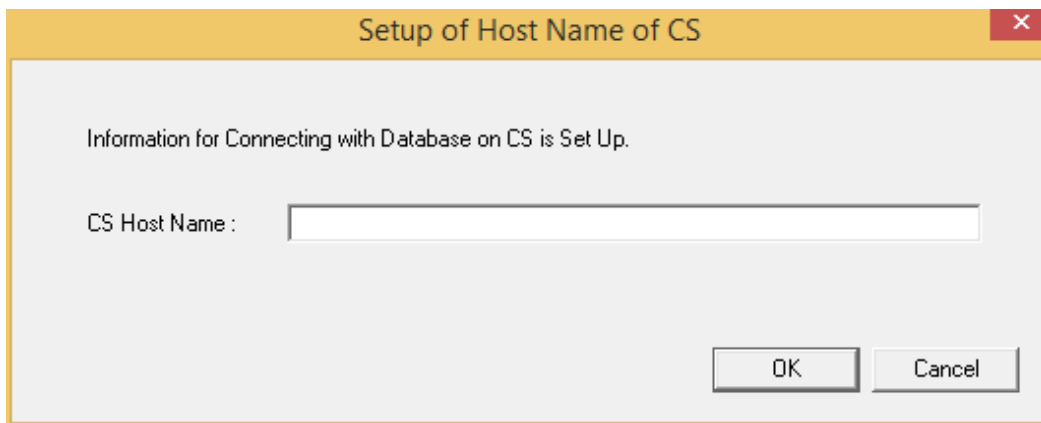 Setup of Host Name of CS
Information for Connecting with Database on CS is Set Up.
CS Host Name :
OK
Cancel